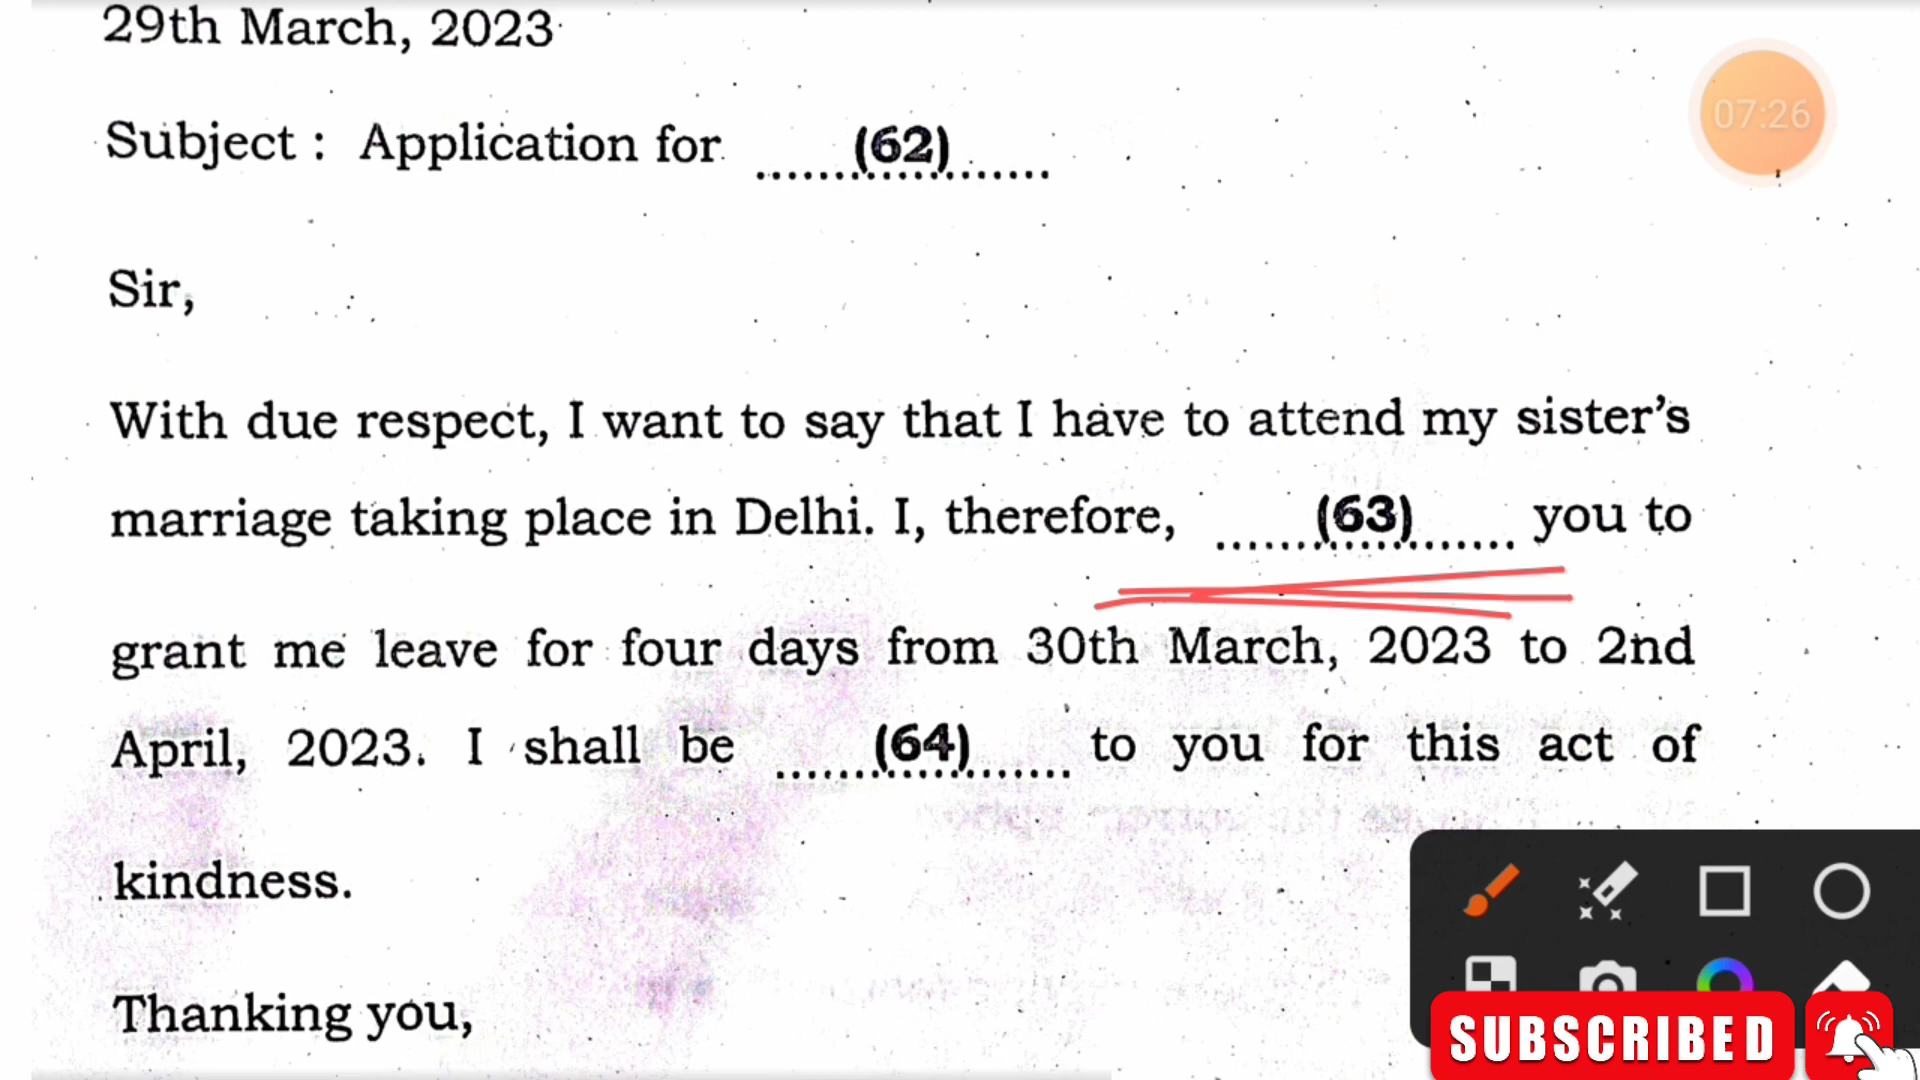 29th March, 2023
07:26
Subject : Application for ....................(62)....................
Sir,
With due respect, I want to say that I have to attend my sister's
marriage taking place in Delhi. I, therefore, ....................(63).................... you to
grant me leave for four days from 30th March, 2023 to 2nd
April, 2023. I shall be ....................(64).................... to you for this act of
kindness.
Thanking you,
SUBSCRIBED